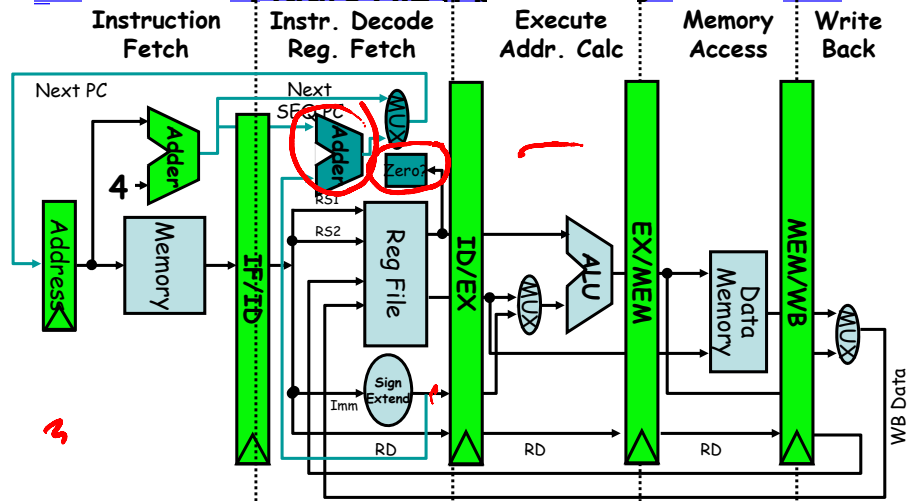 Instruction
Fetch
Instr. Decode
Reg. Fetch
Execute
Addr. Calc
Memory
Access
Write
Back
Next PC
Next
SEQ PC
MUX
Adder
Adder
Zero?
4
RS1
RS2
Address
Memory
IF/ID
Reg File
ID/EX
MUX
ALU
EX/MEM
Data
Memory
MEM/WB
MUX
Sign
Extend
Imm
RD
RD
RD
WB Data
3